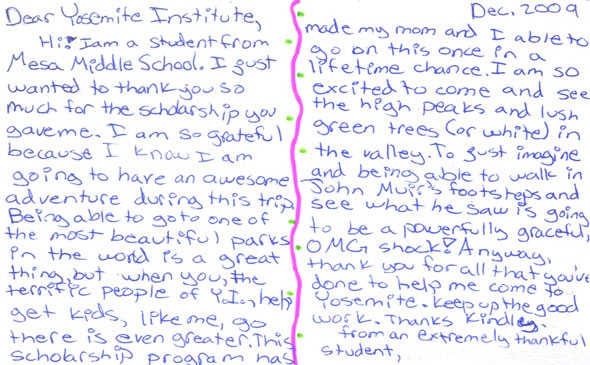 Dear Yosemite Institute,
Hi! I am a student from
Mesa Middle School. I just
wanted to thank you so
much for the scholarship you
gave me. I am so grateful
because I know I am
going to have an awesome
adventure during this trip.
Being able to go to one of
the most beautiful parks
in the world is a great
thing, but when you, the
terrific people of Y.I., help
get kids, like me, go
there is even greater. This
scholarship program has
Dec. 2009
made my mom and I able to
go on this once in a
lifetime chance. I am so
excited to come and see
the high peaks and lush
green trees (or white) in
the valley. To just imagine
and being able to walk in
John Muir's footsteps and
see what he saw is going
to be a powerfully graceful,
OMG shock! Anyway,
thank you for all that you've
done to help me come to
Yosemite. Keep up the good
work. Thanks Kindley.
from an extremely thankful
student,